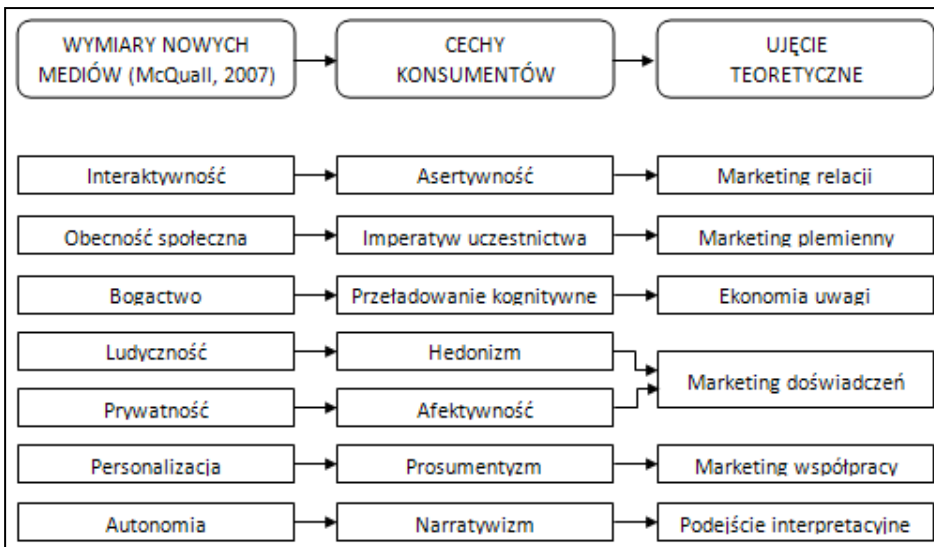 WYMIARY NOWYCH
MEDIÓW (McQuall, 2007)
CECHY
KONSUMENTÓW
UJĘCIE
TEORETYCZNE
Interaktywność
Asertywność
Marketing relacji
Obecność społeczna
Imperatyw uczestnictwa
Marketing plemienny
Bogactwo
Przeładowanie kognitywne
Ekonomia uwagi
Ludyczność
Hedonizm
Marketing doświadczeń
Prywatność
Afektywność
Personalizacja
Prosumentyzm
Marketing współpracy
Autonomia
Narratywizm
Podejście interpretacyjne